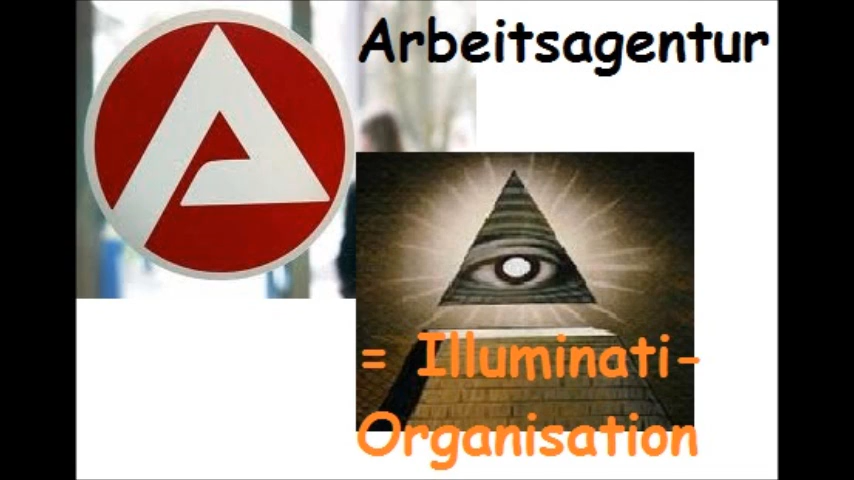 Arbeitsagentur
= Illuminati-
Organisation